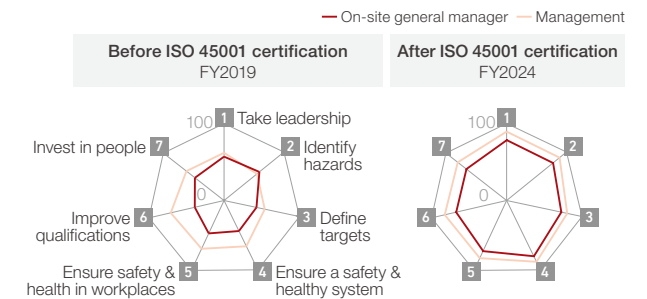 On-site general manager Management
Before ISO 45001 certification
FY2019
After ISO 45001 certification
FY2024
100
1 Take leadership
2 Identify
hazards
3 Define
targets
4 Ensure a safety &
healthy system
5 Ensure safety &
health in workplaces
6 Improve
qualifications
7 Invest in people
0
100
1
2
3
4
5
6
7
0